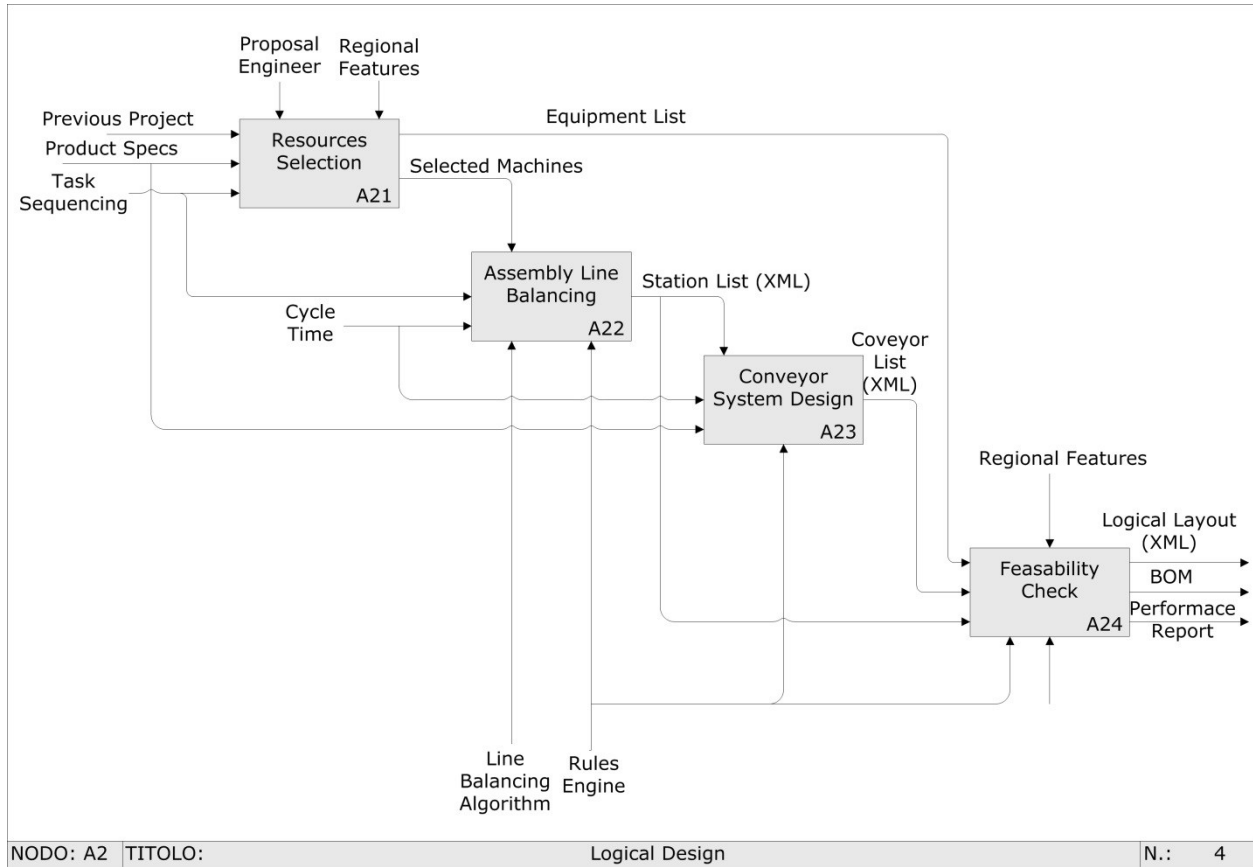 Proposal
Engineer
Regional
Features
Previous Project
Product Specs
Task
Sequencing
Resources
Selection
A21
Equipment List
Selected Machines
Assembly Line
Balancing
A22
Station List (XML)
Cycle
Time
Coveyor
List
(XML)
Conveyor
System Design
A23
Regional Features
Feasability
Check
A24
Logical Layout
(XML)
BOM
Performace
Report
Line
Balancing
Algorithm
Rules
Engine
NODO: A2 TITOLO: Logical Design N.: 4